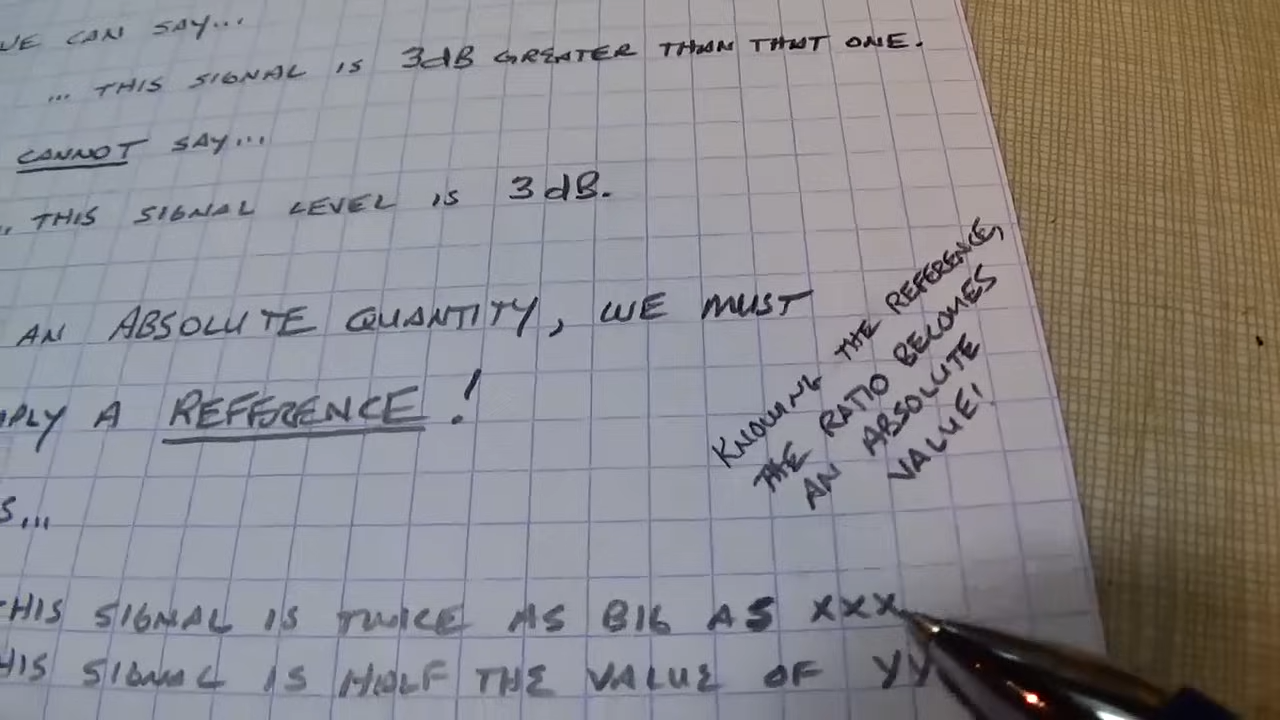 WE CAN SAY...
... THIS SIGNAL IS 3dB GREATER THAN THAT ONE.
CANNOT SAY...
.. THIS SIGNAL LEVEL IS 3dB.
AN ABSOLUTE QUANTITY, WE MUST
A REFERENCE!
KNOWING THE REFERENCE,
THE RATIO BECOMES
AN ABSOLUTE
VALUE!
THIS SIGNAL IS TWICE AS BIG AS XXX
THIS SIGNAL IS HALF THE VALUE OF YY